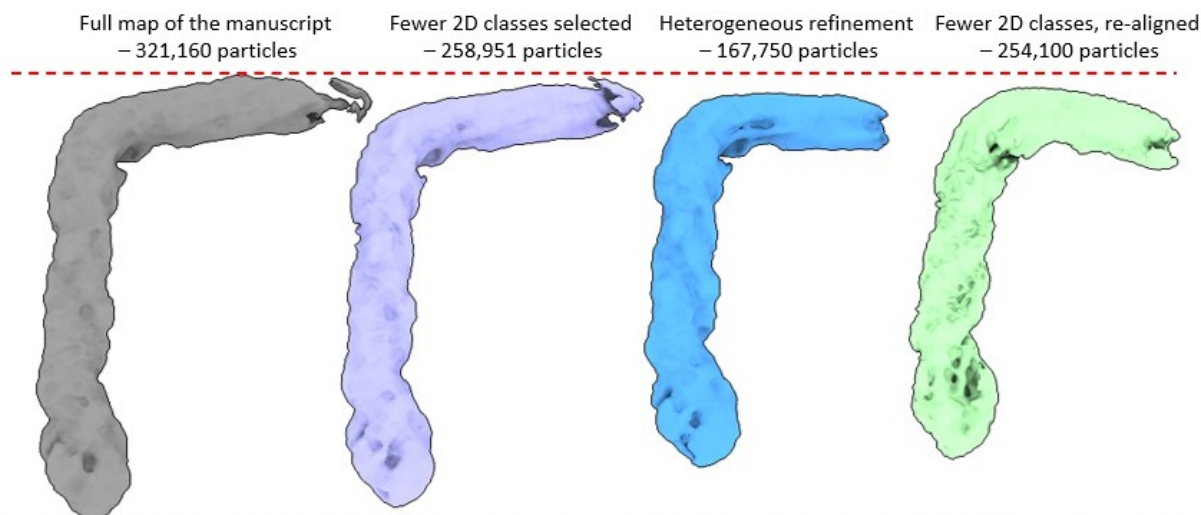 Full map of the manuscript
– 321,160 particles
Fewer 2D classes selected
– 258,951 particles
Heterogeneous refinement
– 167,750 particles
Fewer 2D classes, re-aligned
– 254,100 particles